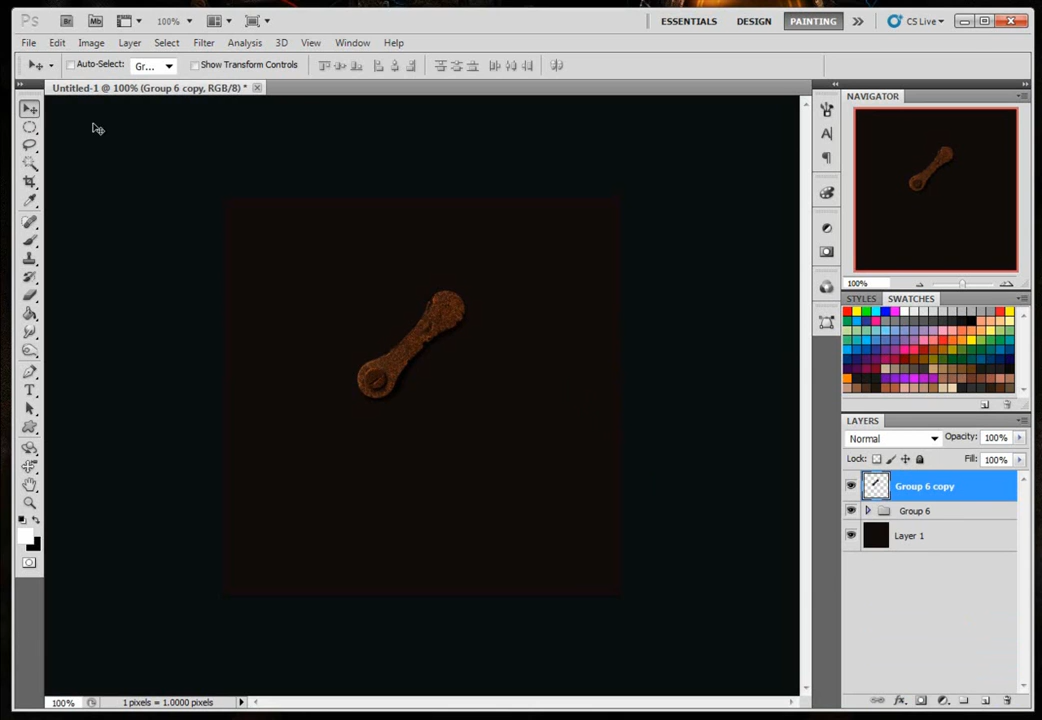 Ps Br Mb 100% ESSENTIALS DESIGN PAINTING CS Live
File Edit Image Layer Select Filter Analysis 3D View Window Help
Auto-Select: Gr... Show Transform Controls
Untitled-1 @ 100% (Group 6 copy, RGB/8) *
NAVIGATOR
100%
STYLES SWATCHES
LAYERS
Normal Opacity: 100%
Lock: Fill: 100%
Group 6 copy
Group 6
Layer 1
100% 1 pixels = 1.0000 pixels